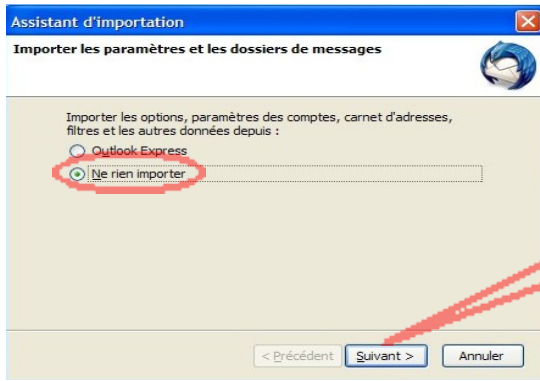 Assistant d'importation
Importer les paramètres et les dossiers de messages
Importer les options, paramètres des comptes, carnet d'adresses,
filtres et les autres données depuis :
Outlook Express
Ne rien importer
< Précédent Suivant > Annuler